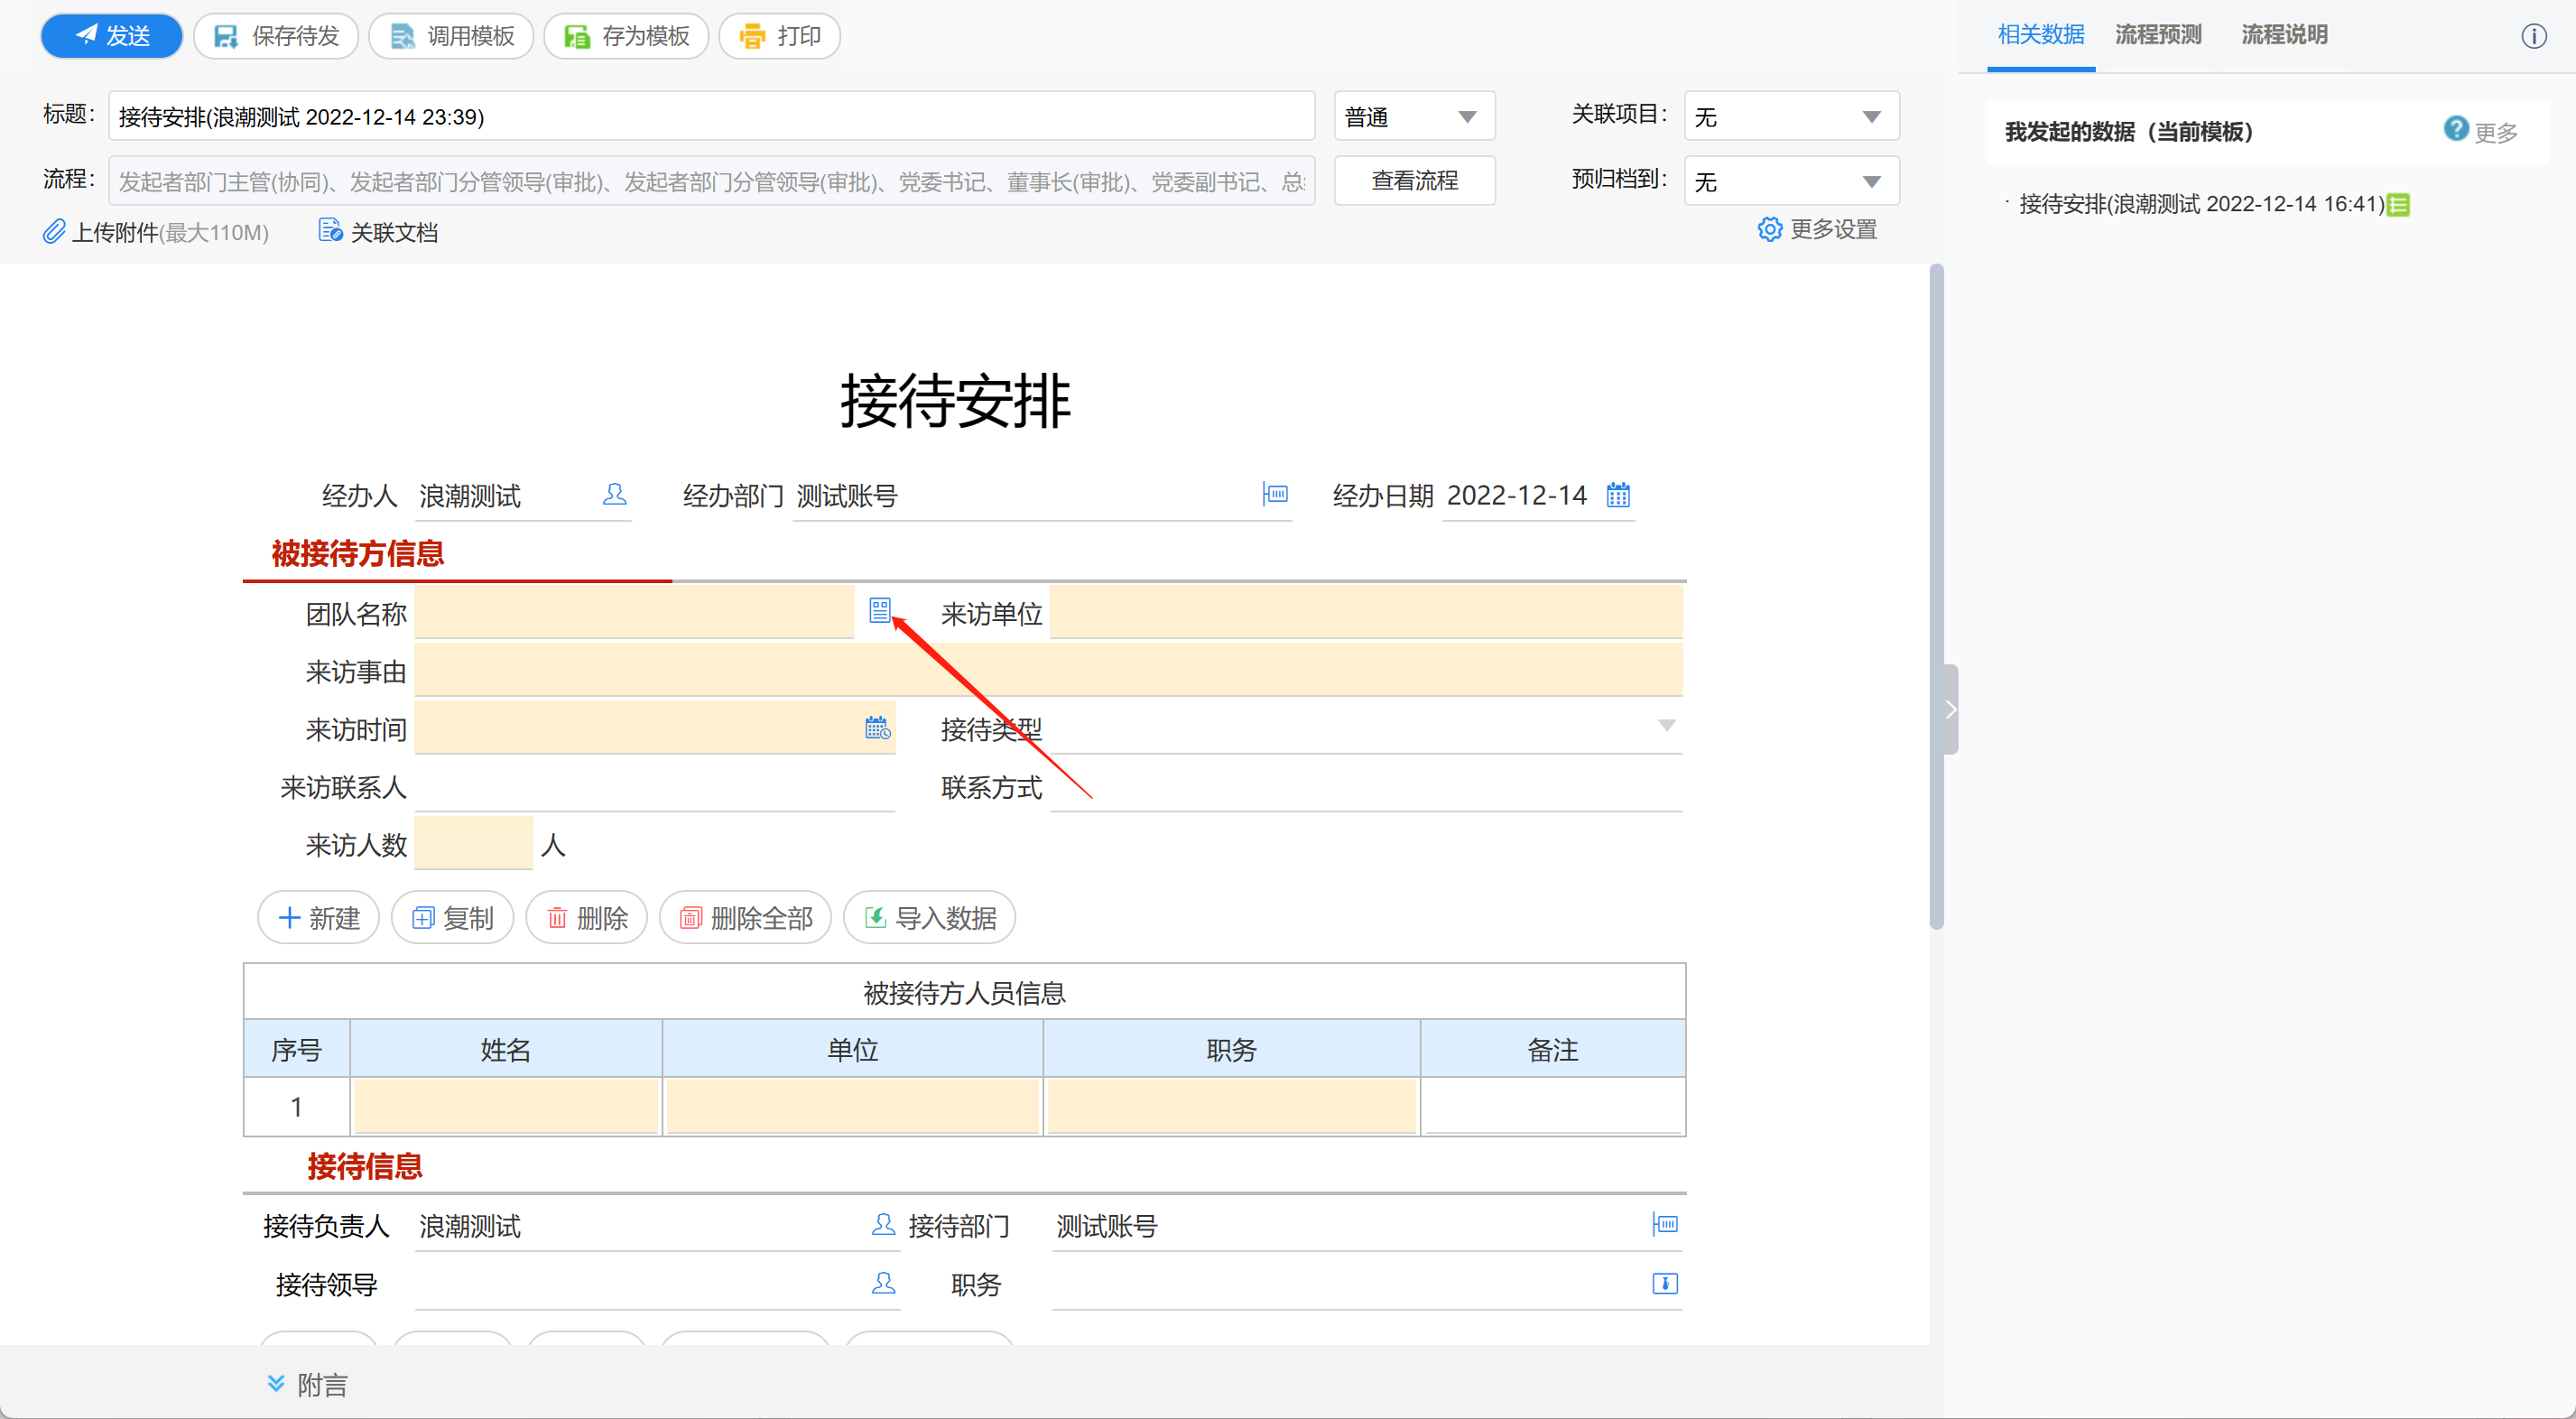 发送 保存待发 调用模板 存为模板 打印
相关数据 流程预测 流程说明
标题: 接待安排(浪潮测试 2022-12-14 23:39) 普通 关联项目: 无
我发起的数据（当前模板） 更多
流程: 发起者部门主管(协同)、发起者部门分管领导(审批)、发起者部门分管领导(审批)、党委书记、董事长(审批)、党委副书记、总 查看流程 预归档到: 无
接待安排(浪潮测试 2022-12-14 16:41)
上传附件(最大110M) 关联文档 更多设置
接待安排
经办人 浪潮测试 经办部门 测试账号 经办日期 2022-12-14
被接待方信息
团队名称 来访单位
来访事由
来访时间 接待类型
来访联系人 联系方式
来访人数 人
新建 复制 删除 删除全部 导入数据
被接待方人员信息
序号 姓名 单位 职务 备注
1
接待信息
接待负责人 浪潮测试 接待部门 测试账号
接待领导 职务
附言